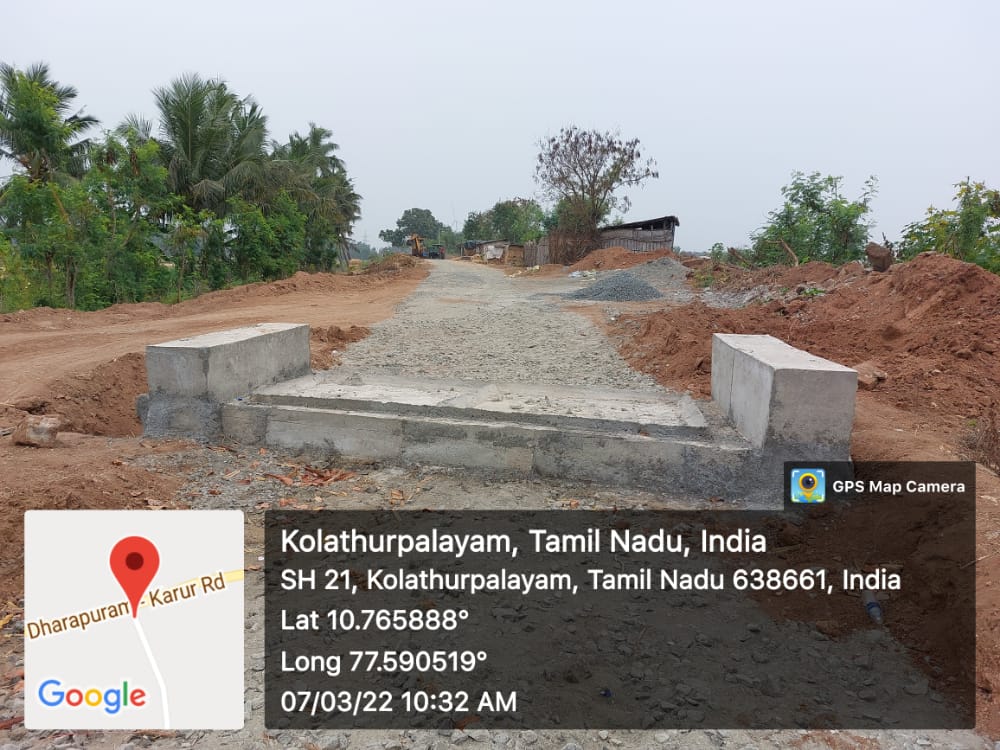 GPS Map Camera
Kolathurpalayam, Tamil Nadu, India
SH 21, Kolathurpalayam, Tamil Nadu 638661, India
Lat 10.765888°
Long 77.590519°
07/03/22 10:32 AM
Dharapuram - Karur Rd
Google